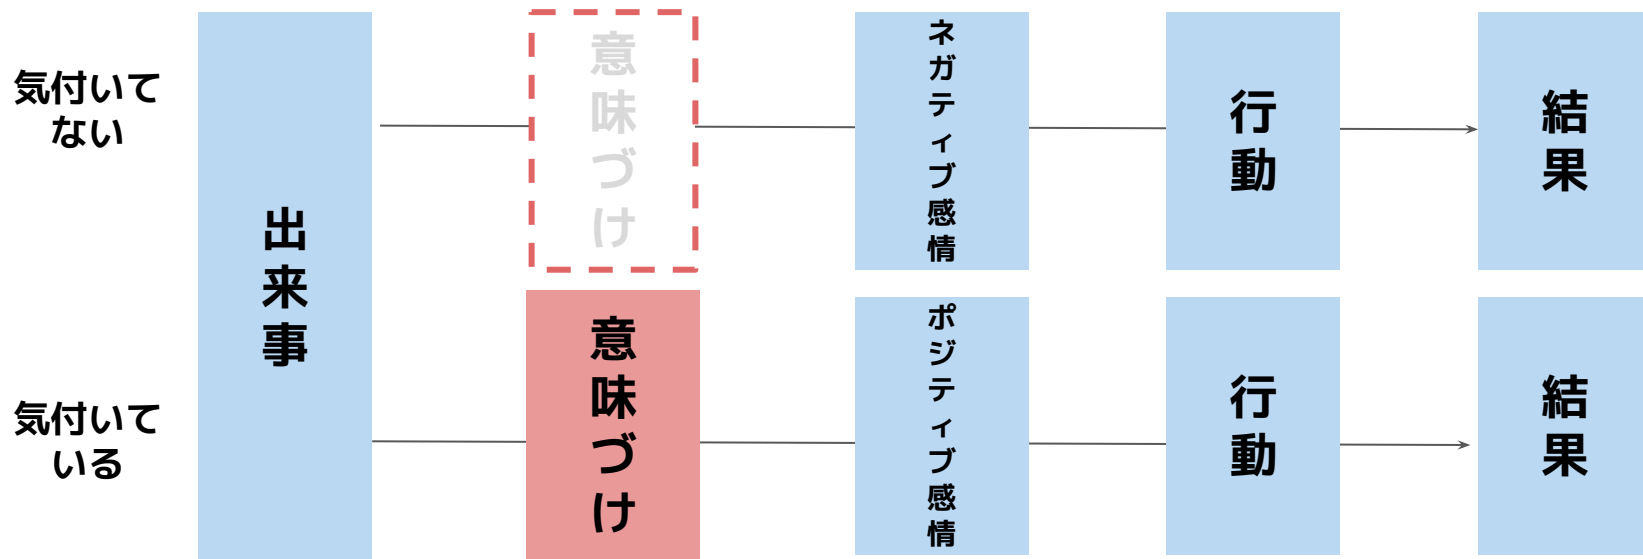 気付いて
ない
出来事
意味づけ
ネガティブ感情
行動
結果
気付いて
いる
意味づけ
ポジティブ感情
行動
結果